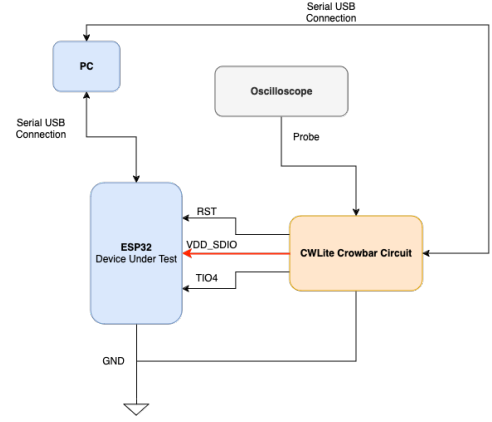 Serial USB
Connection
PC
Oscilloscope
Serial USB
Connection
Probe
RST
ESP32
Device Under Test
VDD_SDIO
CWLite Crowbar Circuit
TIO4
GND